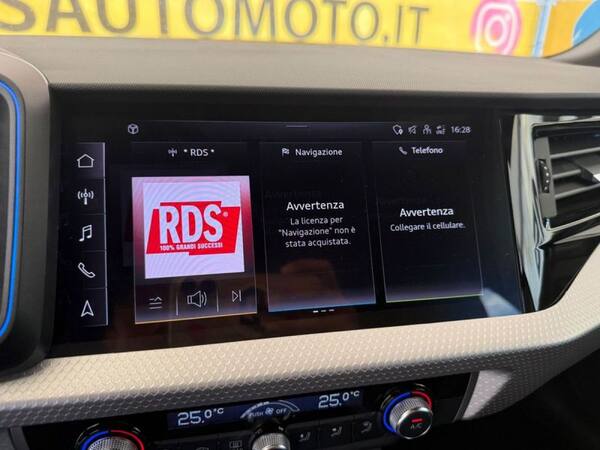 SAUTOMOTO.IT
16:28
* RDS *
Navigazione
Telefono
RDS®
100% GRANDI SUCCESSI
Avvertenza
La licenza per
"Navigazione" non è
stata acquistata.
Avvertenza
Collegare il cellulare.
25.0°C
PUSH OFF
25.0°C
A/C